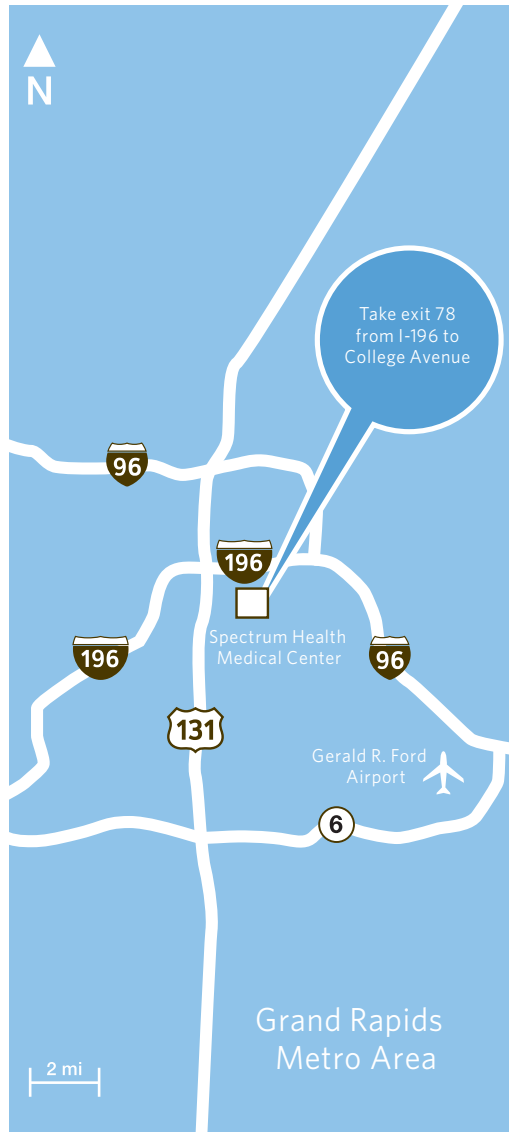 N
Take exit 78
from I-196 to
College Avenue
96
196
Spectrum Health
Medical Center
196
96
131
Gerald R. Ford
Airport
6
Grand Rapids
Metro Area
2 mi